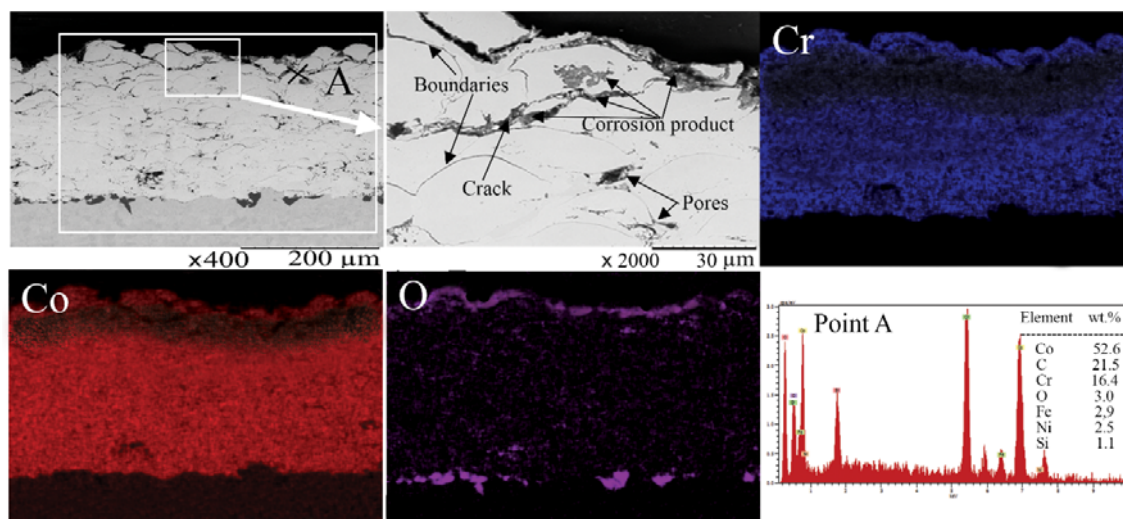 A
×400 200 μm
Boundaries
Corrosion product
Crack
Pores
× 2000 30 μm
Cr
Co
O
Point A
Element wt.%
Co 52.6
C 21.5
Cr 16.4
O 3.0
Fe 2,9
Ni 2.5
Si 1.1